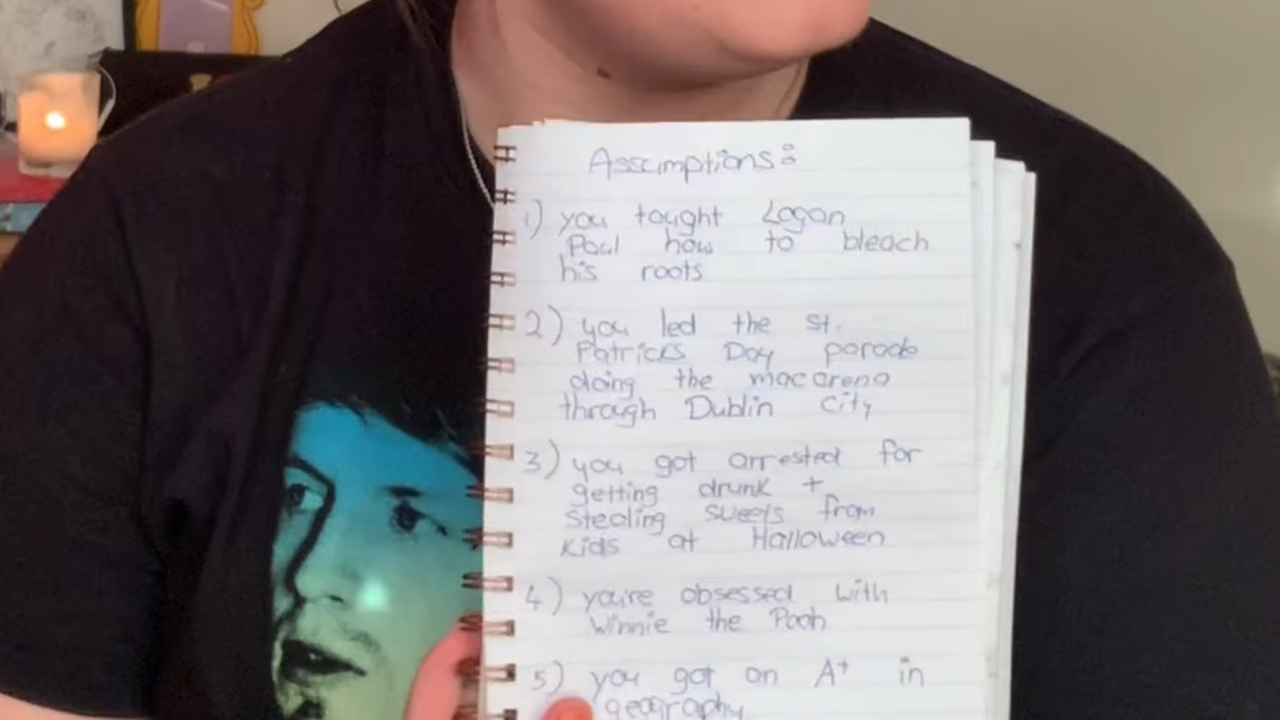 Assumptions:
1) you taught Logan
Paul how to bleach
his roots
2) you led the st.
Patricks Day parade
doing the macarena
through Dublin city
3) you got arrested for
getting drunk +
stealing sweets from
kids at Halloween
4) you're obsessed with
Winnie the Pooh
5) you got an A+ in
geography